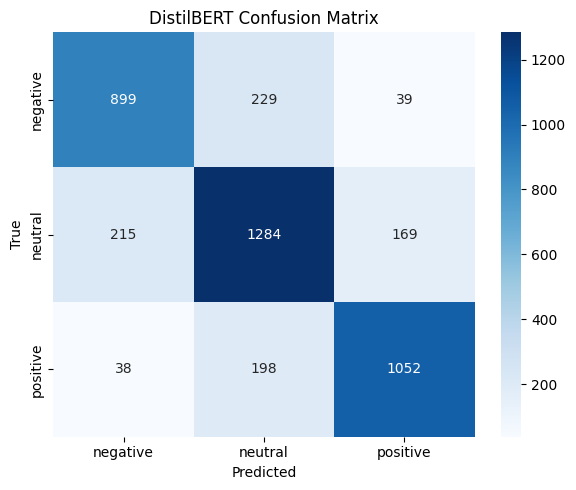 DistilBERT Confusion Matrix
negative
899 229 39
neutral
215 1284 169
positive
38 198 1052
True
negative neutral positive
Predicted
1200
1000
800
600
400
200